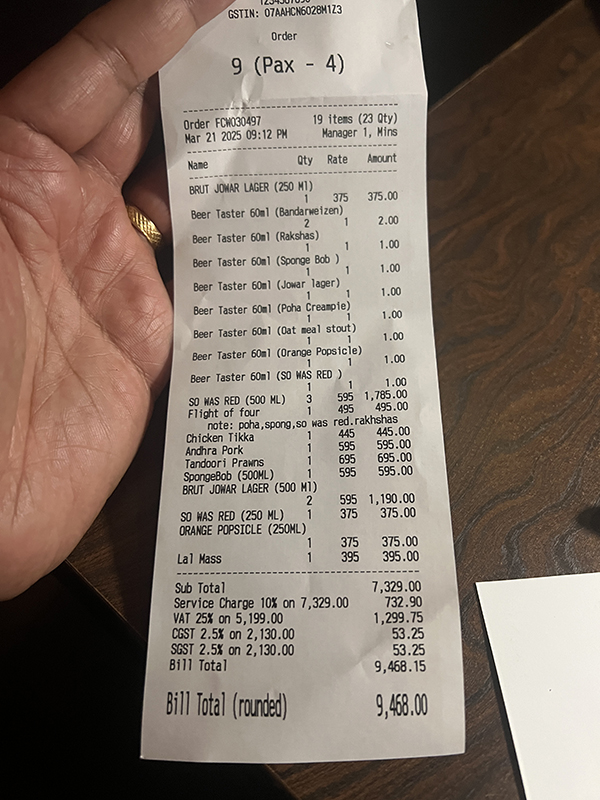 GSTIN: 07AAHCN6028M1Z3
Order
9 (Pax - 4)
Order FCW030497 19 items (23 Qty)
Mar 21 2025 09:12 PM Manager 1, Mins
Name Qty Rate Amount
BRUT JOWAR LAGER (250 Ml)
1 375 375.00
Beer Taster 60ml (Bandarweizen)
2 1 2.00
Beer Taster 60ml (Rakshas)
1 1 1.00
Beer Taster 60ml (Sponge Bob )
1 1 1.00
Beer Taster 60ml (Jowar lager)
1 1 1.00
Beer Taster 60ml (Poha Creampie)
1 1 1.00
Beer Taster 60ml (Oat meal stout)
1 1 1.00
Beer Taster 60ml (Orange Popsicle)
1 1 1.00
Beer Taster 60ml (SO WAS RED )
1 1 1.00
SO WAS RED (500 ML) 3 595 1,785.00
Flight of four 1 495 495.00
note: poha,spong,so was red.rakhshas
Chicken Tikka 1 445 445.00
Andhra Pork 1 595 595.00
Tandoori Prawns 1 695 695.00
SpongeBob (500ML) 1 595 595.00
BRUT JOWAR LAGER (500 Ml)
2 595 1,190.00
SO WAS RED (250 ML) 1 375 375.00
ORANGE POPSICLE (250ML)
1 375 375.00
Lal Mass 1 395 395.00
Sub Total 7,329.00
Service Charge 10% on 7,329.00 732.90
VAT 25% on 5,199.00 1,299.75
CGST 2.5% on 2,130.00 53.25
SGST 2.5% on 2,130.00 53.25
Bill Total 9,468.15
Bill Total (rounded) 9,468.00